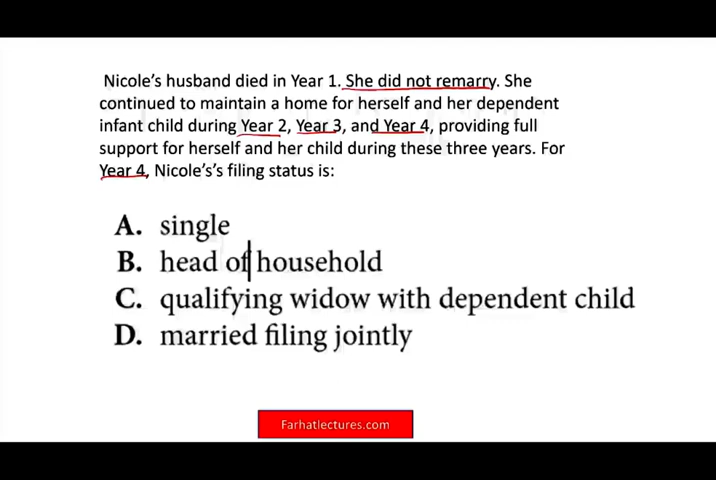 Nicole's husband died in Year 1. She did not remarry. She
continued to maintain a home for herself and her dependent
infant child during Year 2, Year 3, and Year 4, providing full
support for herself and her child during these three years. For
Year 4, Nicole's's filing status is:
A. single
B. head of household
C. qualifying widow with dependent child
D. married filing jointly
Farhatlectures.com